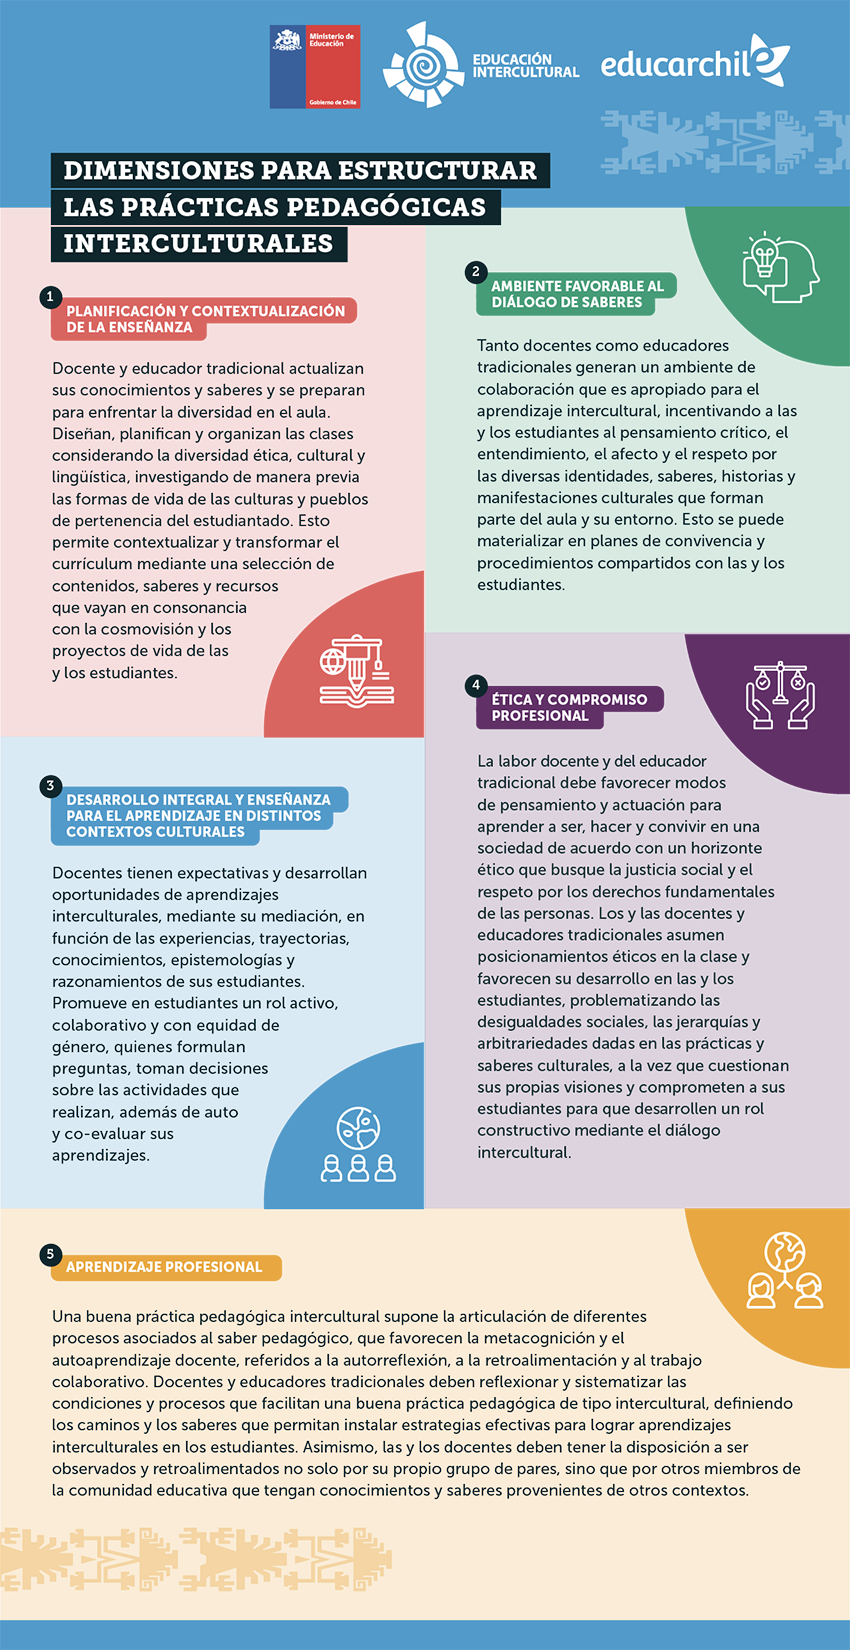 Ministerio de
Educación
Gobierno de Chile
EDUCACIÓN
INTERCULTURAL
educarchile
DIMENSIONES PARA ESTRUCTURAR
LAS PRÁCTICAS PEDAGÓGICAS
INTERCULTURALES
1
PLANIFICACIÓN Y CONTEXTUALIZACIÓN
DE LA ENSEÑANZA
Docente y educador tradicional actualizan
sus conocimientos y saberes y se preparan
para enfrentar la diversidad en el aula.
Diseñan, planifican y organizan las clases
considerando la diversidad ética, cultural y
lingüística, investigando de manera previa
las formas de vida de las culturas y pueblos
de pertenencia del estudiantado. Esto
permite contextualizar y transformar el
currículum mediante una selección de
contenidos, saberes y recursos
que vayan en consonancia
con la cosmovisión y los
proyectos de vida de las
y los estudiantes.
2
AMBIENTE FAVORABLE AL
DIÁLOGO DE SABERES
Tanto docentes como educadores
tradicionales generan un ambiente de
colaboración que es apropiado para el
aprendizaje intercultural, incentivando a las
y los estudiantes al pensamiento crítico, el
entendimiento, el afecto y el respeto por
las diversas identidades, saberes, historias y
manifestaciones culturales que forman
parte del aula y su entorno. Esto se puede
materializar en planes de convivencia y
procedimientos compartidos con las y los
estudiantes.
3
DESARROLLO INTEGRAL Y ENSEÑANZA
PARA EL APRENDIZAJE EN DISTINTOS
CONTEXTOS CULTURALES
Docentes tienen expectativas y desarrollan
oportunidades de aprendizajes
interculturales, mediante su mediación, en
función de las experiencias, trayectorias,
conocimientos, epistemologías y
razonamientos de sus estudiantes.
Promueve en estudiantes un rol activo,
colaborativo y con equidad de
género, quienes formulan
preguntas, toman decisiones
sobre las actividades que
realizan, además de auto
y co-evaluar sus
aprendizajes.
4
ÉTICA Y COMPROMISO
PROFESIONAL
La labor docente y del educador
tradicional debe favorecer modos
de pensamiento y actuación para
aprender a ser, hacer y convivir en una
sociedad de acuerdo con un horizonte
ético que busque la justicia social y el
respeto por los derechos fundamentales
de las personas. Los y las docentes y
educadores tradicionales asumen
posicionamientos éticos en la clase y
favorecen su desarrollo en las y los
estudiantes, problematizando las
desigualdades sociales, las jerarquías y
arbitrariedades dadas en las prácticas y
saberes culturales, a la vez que cuestionan
sus propias visiones y comprometen a sus
estudiantes para que desarrollen un rol
constructivo mediante el diálogo
intercultural.
5
APRENDIZAJE PROFESIONAL
Una buena práctica pedagógica intercultural supone la articulación de diferentes
procesos asociados al saber pedagógico, que favorecen la metacognición y el
autoaprendizaje docente, referidos a la autorreflexión, a la retroalimentación y al trabajo
colaborativo. Docentes y educadores tradicionales deben reflexionar y sistematizar las
condiciones y procesos que facilitan una buena práctica pedagógica de tipo intercultural, definiendo
los caminos y los saberes que permitan instalar estrategias efectivas para lograr aprendizajes
interculturales en los estudiantes. Asimismo, las y los docentes deben tener la disposición a ser
observados y retroalimentados no solo por su propio grupo de pares, sino que por otros miembros de
la comunidad educativa que tengan conocimientos y saberes provenientes de otros contextos.